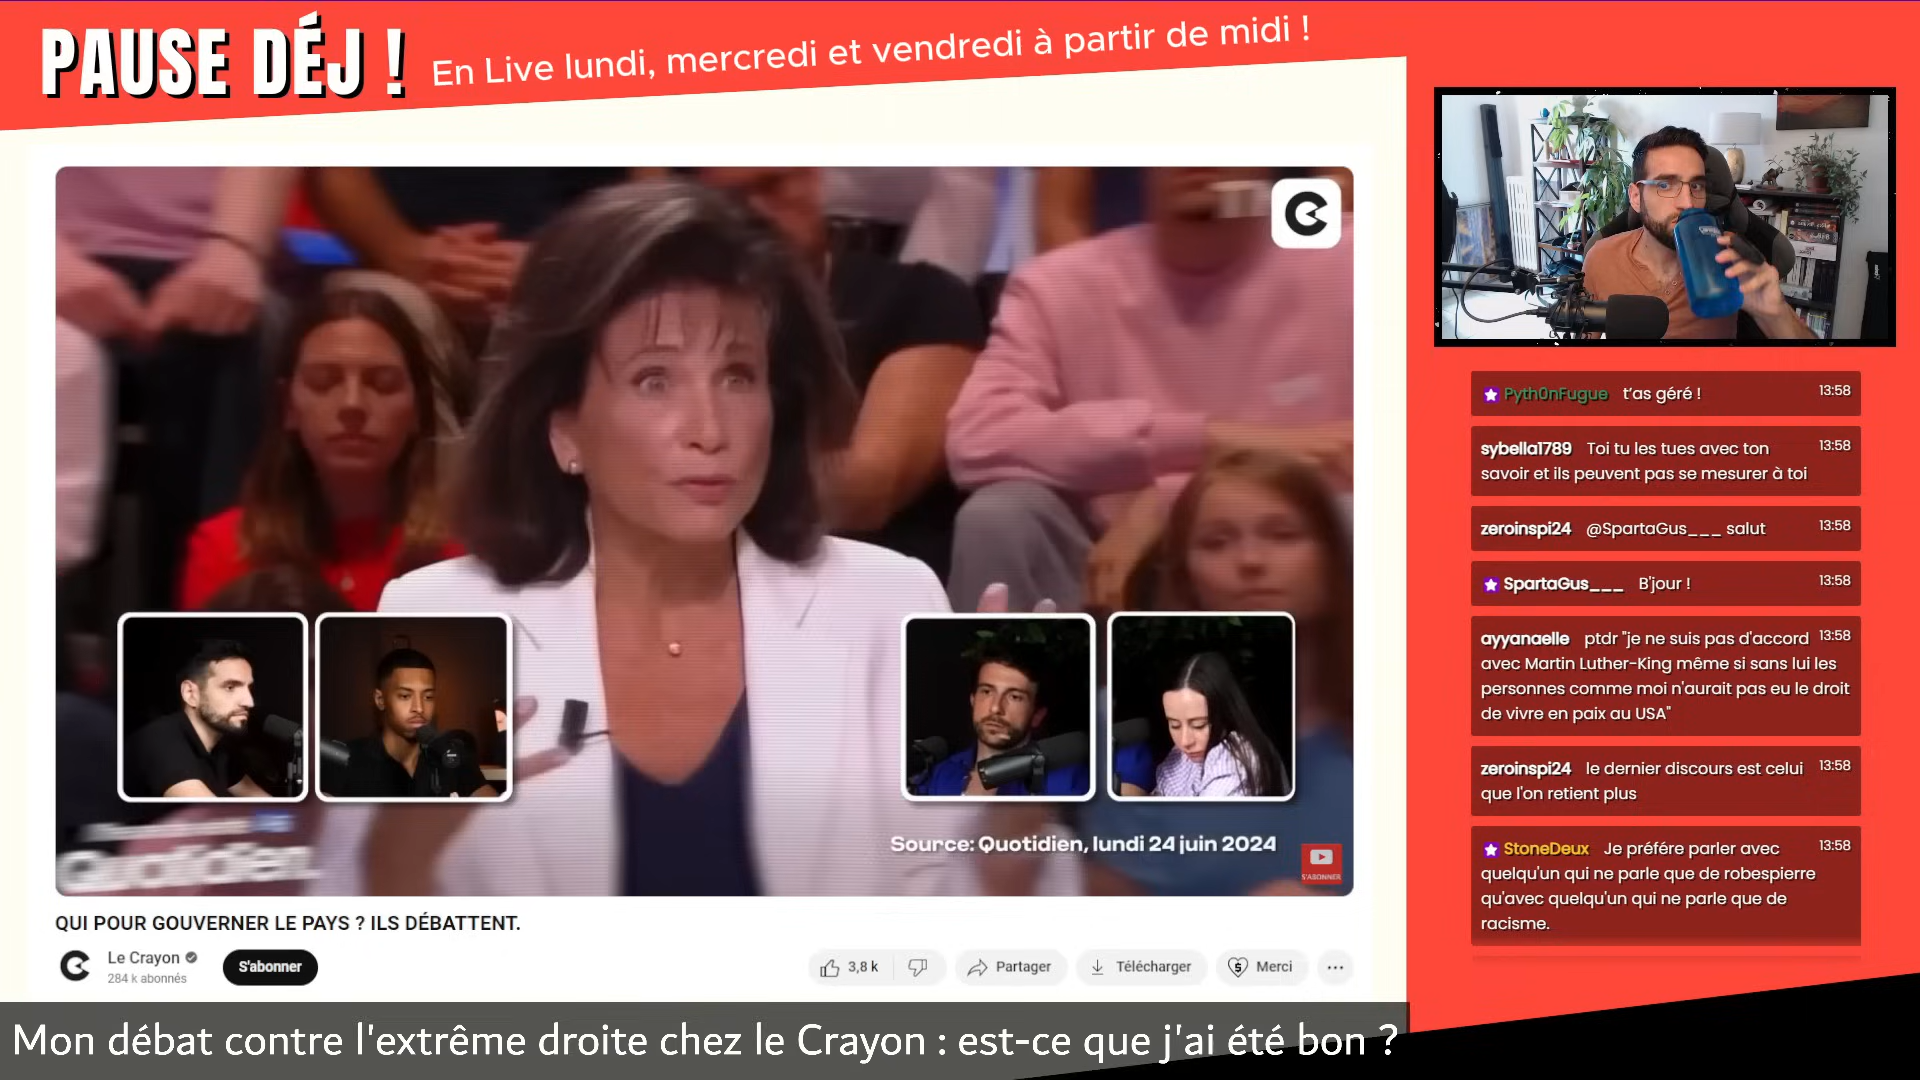 PAUSE DÉJ !
En Live lundi, mercredi et vendredi à partir de midi !
Pyth0nFugue t'as géré ! 13:58
sybella1789 Toi tu les tues avec ton 13:58
savoir et ils peuvent pas se mesurer à toi
zeroinspi24 @SpartaGus___ salut 13:58
SpartaGus___ B'jour ! 13:58
ayyanaelle ptdr "je ne suis pas d'accord 13:58
avec Martin Luther-King même si sans lui les
personnes comme moi n'aurait pas eu le droit
de vivre en paix au USA"
zeroinspi24 le dernier discours est celui 13:58
que l'on retient plus
StoneDeux Je préfére parler avec 13:58
quelqu'un qui ne parle que de robespierre
qu'avec quelqu'un qui ne parle que de
racisme.
Quotidien
Source: Quotidien, lundi 24 juin 2024
S'ABONNER
QUI POUR GOUVERNER LE PAYS ? ILS DÉBATTENT.
Le Crayon
284 k abonnés
S'abonner
3,8 k
Partager
Télécharger
Merci
Mon débat contre l'extrême droite chez le Crayon : est-ce que j'ai été bon ?